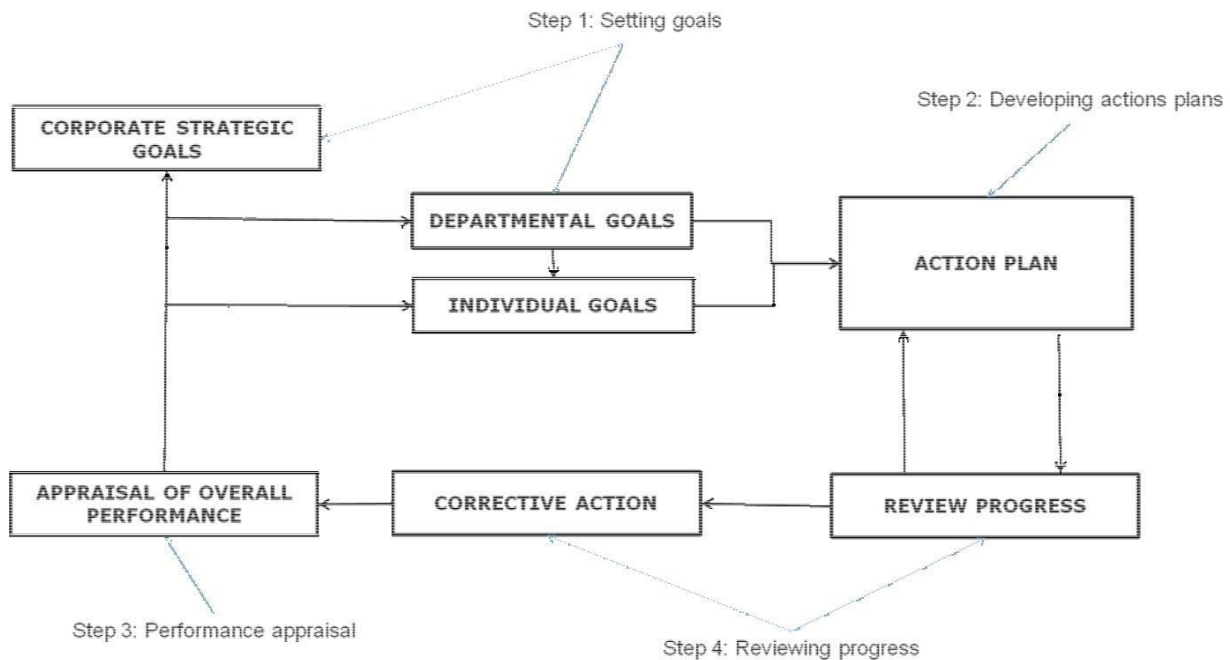 Step 1: Setting goals
Step 2: Developing actions plans
CORPORATE STRATEGIC
GOALS
DEPARTMENTAL GOALS
ACTION PLAN
INDIVIDUAL GOALS
APPRAISAL OF OVERALL
PERFORMANCE
CORRECTIVE ACTION
REVIEW PROGRESS
Step 3: Performance appraisal
Step 4: Reviewing progress